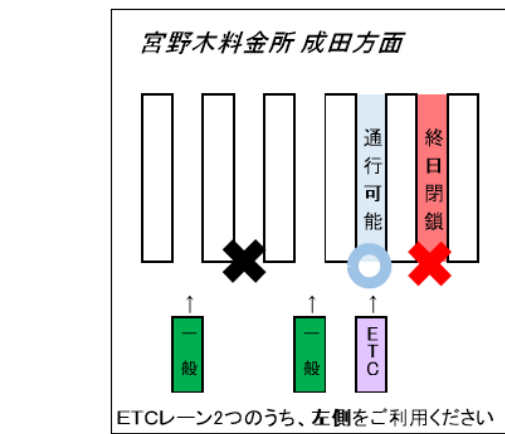 宮野木料金所 成田方面
通行可能
終日閉鎖
↑
↑
↑
一般
一般
ETC
ETCレーン2つのうち、左側をご利用ください